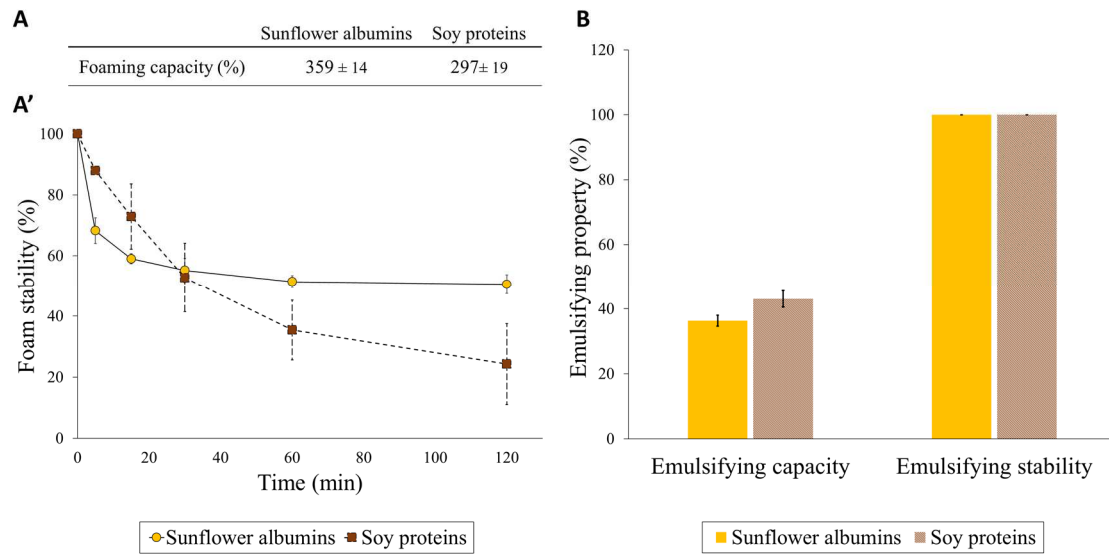 A
Sunflower albumins Soy proteins
Foaming capacity (%) 359 ± 14 297± 19
A’
100
80
60
40
20
0
Foam stability (%)
0 20 40 60 80 100 120
Time (min)
Sunflower albumins Soy proteins
B
120
100
80
60
40
20
0
Emulsifying property (%)
Emulsifying capacity Emulsifying stability
Sunflower albumins Soy proteins